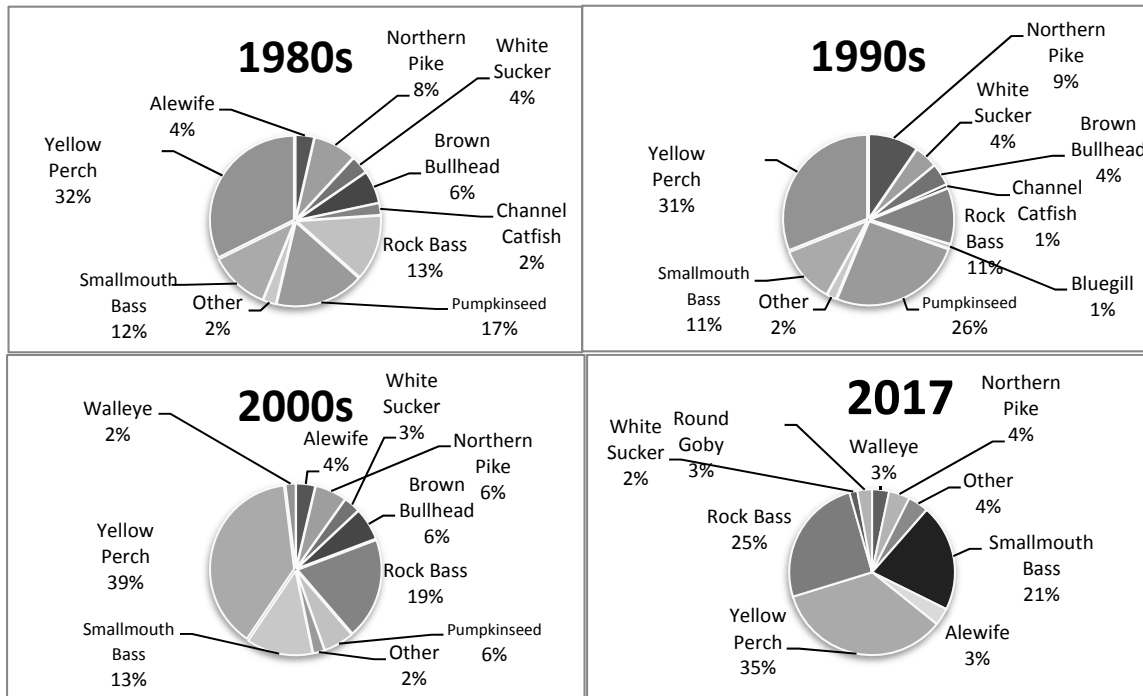 1980s
Northern
Pike
8%
White
Sucker
4%
Alewife
4%
Yellow
Perch
32%
Brown
Bullhead
6%
Channel
Catfish
2%
Rock Bass
13%
Smallmouth
Bass
12%
Other
2%
Pumpkinseed
17%
1990s
Northern
Pike
9%
White
Sucker
4%
Brown
Bullhead
4%
Yellow
Perch
31%
Channel
Catfish
1%
Rock
Bass
11%
Smallmouth
Bass
11%
Other
2%
Pumpkinseed
26%
Bluegill
1%
2000s
White
Sucker
3%
Walleye
2%
Alewife
4%
Northern
Pike
6%
Brown
Bullhead
6%
Yellow
Perch
39%
Rock Bass
19%
Smallmouth
Bass
13%
Other
2%
Pumpkinseed
6%
2017
Northern
Pike
4%
White
Sucker
2%
Round
Goby
3%
Walleye
3%
Other
4%
Rock Bass
25%
Smallmouth
Bass
21%
Yellow
Perch
35%
Alewife
3%